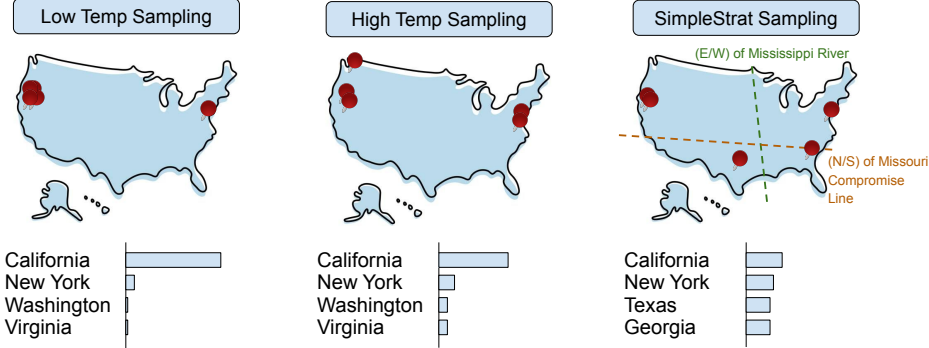 Low Temp Sampling
High Temp Sampling
SimpleStrat Sampling
(E/W) of Mississippi River
(N/S) of Missouri
Compromise
Line
California
New York
Washington
Virginia
California
New York
Washington
Virginia
California
New York
Texas
Georgia